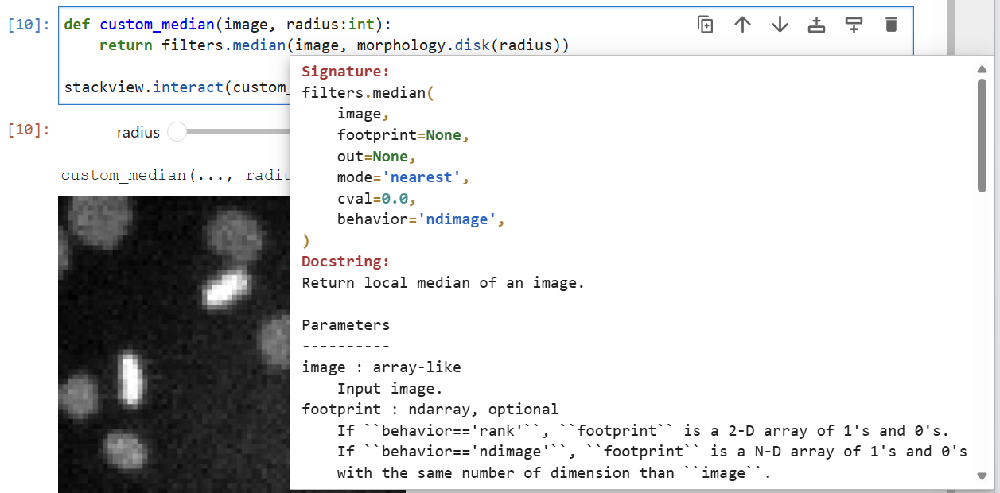 [10]: def custom_median(image, radius:int):
return filters.median(image, morphology.disk(radius))
stackview.interact(custom_
[10]: radius
custom_median(..., radiu
Signature:
filters.median(
image,
footprint=None,
out=None,
mode='nearest',
cval=0.0,
behavior='ndimage',
)
Docstring:
Return local median of an image.
Parameters
----------
image : array-like
Input image.
footprint : ndarray, optional
If ``behavior=='rank'``, ``footprint`` is a 2-D array of 1's and 0's.
If ``behavior=='ndimage'``, ``footprint`` is a N-D array of 1's and 0's
with the same number of dimension than ``image``.